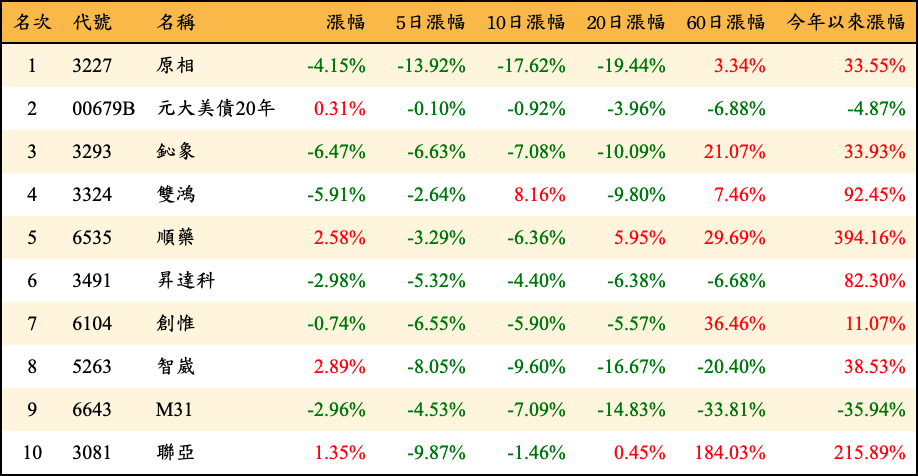 名次 代號 名稱 漲幅 5日漲幅 10日漲幅 20日漲幅 60日漲幅 今年以來漲幅
1 3227 原相 -4.15% -13.92% -17.62% -19.44% 3.34% 33.55%
2 00679B 元大美債20年 0.31% -0.10% -0.92% -3.96% -6.88% -4.87%
3 3293 鈊象 -6.47% -6.63% -7.08% -10.09% 21.07% 33.93%
4 3324 雙鴻 -5.91% -2.64% 8.16% -9.80% 7.46% 92.45%
5 6535 順藥 2.58% -3.29% -6.36% 5.95% 29.69% 394.16%
6 3491 昇達科 -2.98% -5.32% -4.40% -6.38% -6.68% 82.30%
7 6104 創惟 -0.74% -6.55% -5.90% -5.57% 36.46% 11.07%
8 5263 智崴 2.89% -8.05% -9.60% -16.67% -20.40% 38.53%
9 6643 M31 -2.96% -4.53% -7.09% -14.83% -33.81% -35.94%
10 3081 聯亞 1.35% -9.87% -1.46% 0.45% 184.03% 215.89%